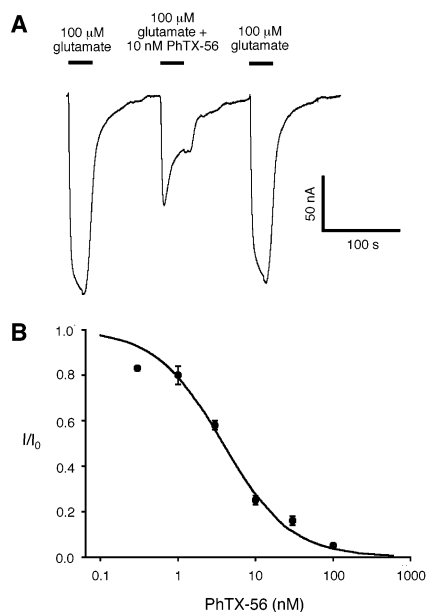 A
100 μM
glutamate
100 μM
glutamate +
10 nM PhTX-56
100 μM
glutamate
50 nA
100 s
B
1.0
0.8
0.6
0.4
0.2
0.0
I/I0
0.1
1
10
100
1000
PhTX-56 (nM)